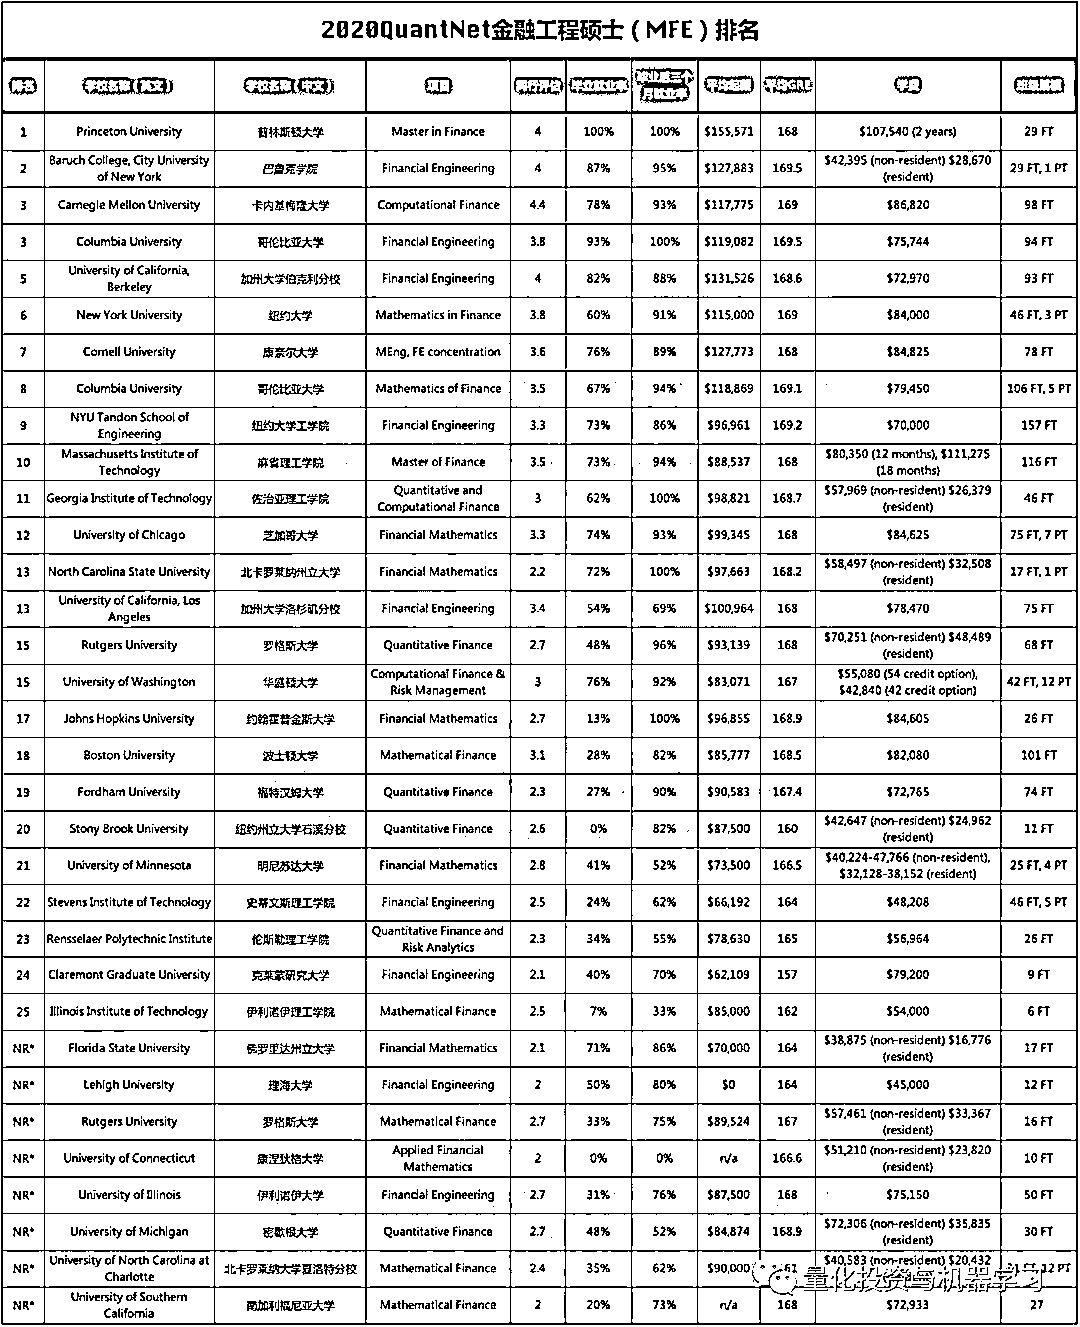 2020QuantNet金融工程硕士（MFE）排名
排名 学校名称（英文） 学校名称（中文） 项目 同行评估 毕业就业率 毕业后三个月就业率 平均起薪 平均GRE 学费 班级规模
1 Princeton University 普林斯顿大学 Master in Finance 4 100% 100% $155,571 168 $107,540 (2 years) 29 FT
2 Baruch College, City University of New York 巴鲁克学院 Financial Engineering 4 87% 95% $127,883 169.5 $42,395 (non-resident) $28,670 (resident) 29 FT, 1 PT
3 Carnegie Mellon University 卡内基梅隆大学 Computational Finance 4.4 78% 93% $117,775 169 $86,820 98 FT
3 Columbia University 哥伦比亚大学 Financial Engineering 3.8 93% 100% $119,082 169.5 $75,744 94 FT
5 University of California, Berkeley 加州大学伯克利分校 Financial Engineering 4 82% 88% $131,526 168.6 $72,970 93 FT
6 New York University 纽约大学 Mathematics in Finance 3.8 60% 91% $115,000 169 $84,000 46 FT, 3 PT
7 Cornell University 康奈尔大学 MEng, FE concentration 3.6 76% 89% $127,773 168 $84,825 78 FT
8 Columbia University 哥伦比亚大学 Mathematics of Finance 3.5 67% 94% $118,869 169.1 $79,450 106 FT, 5 PT
9 NYU Tandon School of Engineering 纽约大学工学院 Financial Engineering 3.3 73% 86% $96,961 169.2 $70,000 157 FT
10 Massachusetts Institute of Technology 麻省理工学院 Master of Finance 3.5 73% 94% $88,537 168 $80,350 (12 months), $111,275 (18 months) 116 FT
11 Georgia Institute of Technology 佐治亚理工学院 Quantitative and Computational Finance 3 62% 100% $98,821 168.7 $57,969 (non-resident) $26,379 (resident) 46 FT
12 University of Chicago 芝加哥大学 Financial Mathematics 3.3 74% 93% $99,345 168 $84,625 75 FT, 7 PT
13 North Carolina State University 北卡罗莱纳州立大学 Financial Mathematics 2.2 72% 100% $97,663 168.2 $58,497 (non-resident) $32,508 (resident) 17 FT, 1 PT
13 University of California, Los Angeles 加州大学洛杉矶分校 Financial Engineering 3.4 54% 69% $100,964 168 $78,470 75 FT
15 Rutgers University 罗格斯大学 Quantitative Finance 2.7 48% 96% $93,139 168 $70,251 (non-resident) $48,489 (resident) 68 FT
15 University of Washington 华盛顿大学 Computational Finance & Risk Management 3 76% 92% $83,071 167 $55,080 (54 credit option), $42,840 (42 credit option) 42 FT, 12 PT
17 Johns Hopkins University 约翰霍普金斯大学 Financial Mathematics 2.7 13% 100% $96,855 168.9 $84,605 26 FT
18 Boston University 波士顿大学 Mathematical Finance 3.1 28% 82% $85,777 168.5 $82,080 101 FT
19 Fordham University 福特汉姆大学 Quantitative Finance 2.3 27% 90% $90,583 167.4 $72,765 74 FT
20 Stony Brook University 纽约州立大学石溪分校 Quantitative Finance 2.6 0% 82% $87,500 160 $42,647 (non-resident) $24,962 (resident) 11 FT
21 University of Minnesota 明尼苏达大学 Financial Mathematics 2.8 41% 52% $73,500 166.5 $40,224-47,766 (non-resident), $32,128-38,152 (resident) 25 FT, 4 PT
22 Stevens Institute of Technology 史蒂文斯理工学院 Financial Engineering 2.5 24% 62% $66,192 164 $48,208 46 FT, 5 PT
23 Rensselaer Polytechnic Institute 伦斯勒理工学院 Quantitative Finance and Risk Analytics 2.3 34% 55% $78,630 165 $56,964 26 FT
24 Claremont Graduate University 克莱蒙研究大学 Financial Engineering 2.1 40% 70% $62,109 157 $79,200 9 FT
25 Illinois Institute of Technology 伊利诺伊理工学院 Mathematical Finance 2.5 7% 33% $85,000 162 $54,000 6 FT
NR* Florida State University 佛罗里达州立大学 Financial Mathematics 2.1 71% 86% $70,000 164 $38,875 (non-resident) $16,776 (resident) 17 FT
NR* Lehigh University 理海大学 Financial Engineering 2 50% 80% $0 164 $45,000 12 FT
NR* Rutgers University 罗格斯大学 Mathematical Finance 2.7 33% 75% $89,524 167 $57,461 (non-resident) $33,367 (resident) 16 FT
NR* University of Connecticut 康涅狄格大学 Applied Financial Mathematics 2 0% 0% n/a 166.6 $51,210 (non-resident) $23,820 (resident) 10 FT
NR* University of Illinois 伊利诺伊大学 Financial Engineering 2.7 31% 76% $87,500 168 $75,150 50 FT
NR* University of Michigan 密歇根大学 Quantitative Finance 2.7 48% 52% $84,874 168.9 $72,306 (non-resident) $35,835 (resident) 30 FT
NR* University of North Carolina at Charlotte 北卡罗莱纳大学夏洛特分校 Mathematical Finance 2.4 35% 62% $90,000 $40,583 (non-resident) $20,432 12 PT
量化投资与机器学习
NR* University of Southern California 南加利福尼亚大学 Mathematical Finance 2 20% 73% n/a 168 $72,933 27